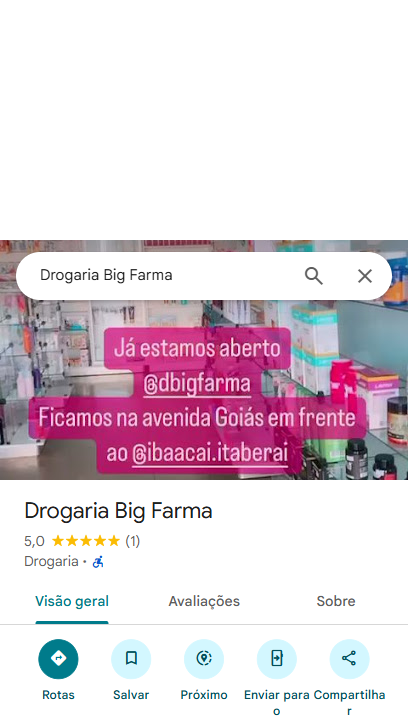 Drogaria Big Farma
Já estamos aberto
@dbigfarma
Ficamos na avenida Goiás em frente
ao @ibaacai.itaberai
Drogaria Big Farma
5,0 ★★★★★ (1)
Drogaria ·
Visão geral Avaliações Sobre
Rotas Salvar Próximo Enviar para Compartilha
o r